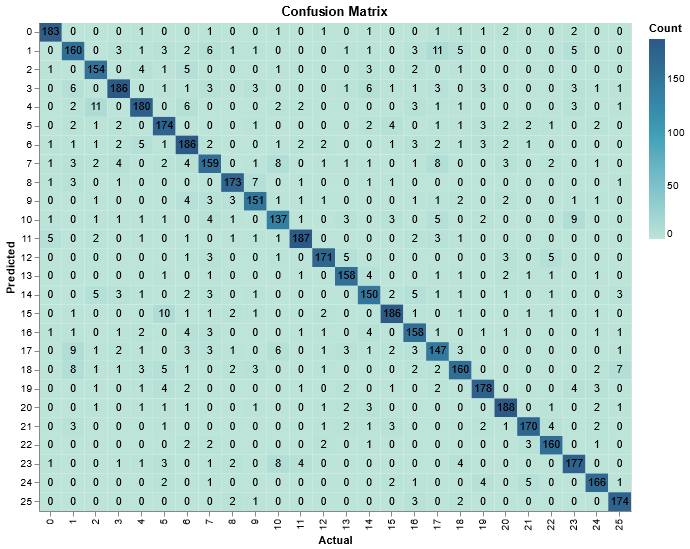 Confusion Matrix
0 183 0 0 0 1 0 0 1 0 0 1 0 1 0 1 0 0 1 1 1 2 0 0 2 0 0
1 0 160 0 3 1 3 2 6 1 1 0 0 0 1 1 0 3 11 5 0 0 0 0 5 0 0
2 1 0 154 0 4 1 5 0 0 0 1 0 0 0 3 0 2 0 1 0 0 0 0 0 0 0
3 0 6 0 186 0 1 1 3 0 3 0 0 0 1 6 1 1 3 0 3 0 0 0 3 1 1
4 0 2 11 0 180 0 6 0 0 0 2 2 0 0 0 0 3 1 1 0 0 0 0 0 0 1
5 0 2 1 2 0 174 0 0 0 1 0 0 0 0 2 4 0 1 1 3 2 2 1 0 2 0
6 1 1 1 2 5 1 186 2 0 0 1 2 2 0 0 1 3 2 1 3 2 1 0 0 0 0
7 1 3 2 4 0 2 4 159 0 1 8 0 1 1 1 0 1 8 0 0 3 0 2 0 1 0
8 1 3 0 1 0 0 0 0 173 7 0 1 0 0 1 0 0 0 1 0 0 0 0 0 0 1
9 0 1 0 0 0 0 4 3 3 151 1 1 0 1 1 0 1 1 2 0 2 0 0 1 1 0
10 1 0 1 1 1 1 0 4 0 1 137 1 0 3 0 3 0 5 0 2 0 0 0 9 0 0
11 5 0 2 0 1 0 0 1 1 1 1 187 0 0 0 0 2 3 1 0 0 0 0 0 0 0
12 0 0 0 0 0 0 1 3 0 0 0 1 171 5 0 0 0 0 0 0 3 0 5 0 0 0
13 0 0 0 0 0 1 0 1 0 0 0 0 1 158 4 0 0 1 1 0 2 1 1 0 1 0
14 0 0 5 3 1 0 2 3 0 1 0 0 0 0 150 2 5 1 1 0 1 0 1 0 0 3
15 0 1 0 0 0 10 1 1 2 1 0 0 2 0 0 186 1 0 1 0 0 1 1 0 1 0
16 1 1 0 1 2 0 4 3 0 0 0 1 1 0 4 0 158 1 0 1 1 0 0 0 1 1
17 0 9 1 2 1 1 3 3 1 0 6 0 1 3 1 2 3 147 3 0 0 0 0 0 0 1
18 0 8 1 1 3 5 1 0 2 3 0 0 1 0 0 0 2 2 160 0 0 0 0 0 2 7
19 0 0 0 0 1 4 2 0 0 0 0 1 0 2 0 1 0 2 0 178 0 0 0 4 3 0
20 0 0 1 0 1 1 0 0 0 1 0 0 1 2 3 0 0 0 0 0 188 0 1 0 2 1
21 0 3 0 0 0 1 0 1 0 0 0 0 0 2 1 3 0 0 0 2 1 170 4 0 2 0
22 0 0 0 0 0 0 2 2 0 0 0 0 2 0 1 0 0 0 0 0 0 3 160 0 1 0
23 1 0 0 1 0 3 0 1 2 0 8 4 0 0 0 0 0 0 4 0 0 0 0 177 0 0
24 0 0 0 0 0 2 0 1 0 0 0 0 0 0 0 2 1 0 0 4 0 5 0 0 166 1
25 0 0 0 0 0 0 0 0 2 1 0 0 0 0 0 0 3 0 2 0 0 0 0 0 0 174
0 1 2 3 4 5 6 7 8 9 10 11 12 13 14 15 16 17 18 19 20 21 22 23 24 25
Actual
Predicted
Count
150
100
50
0